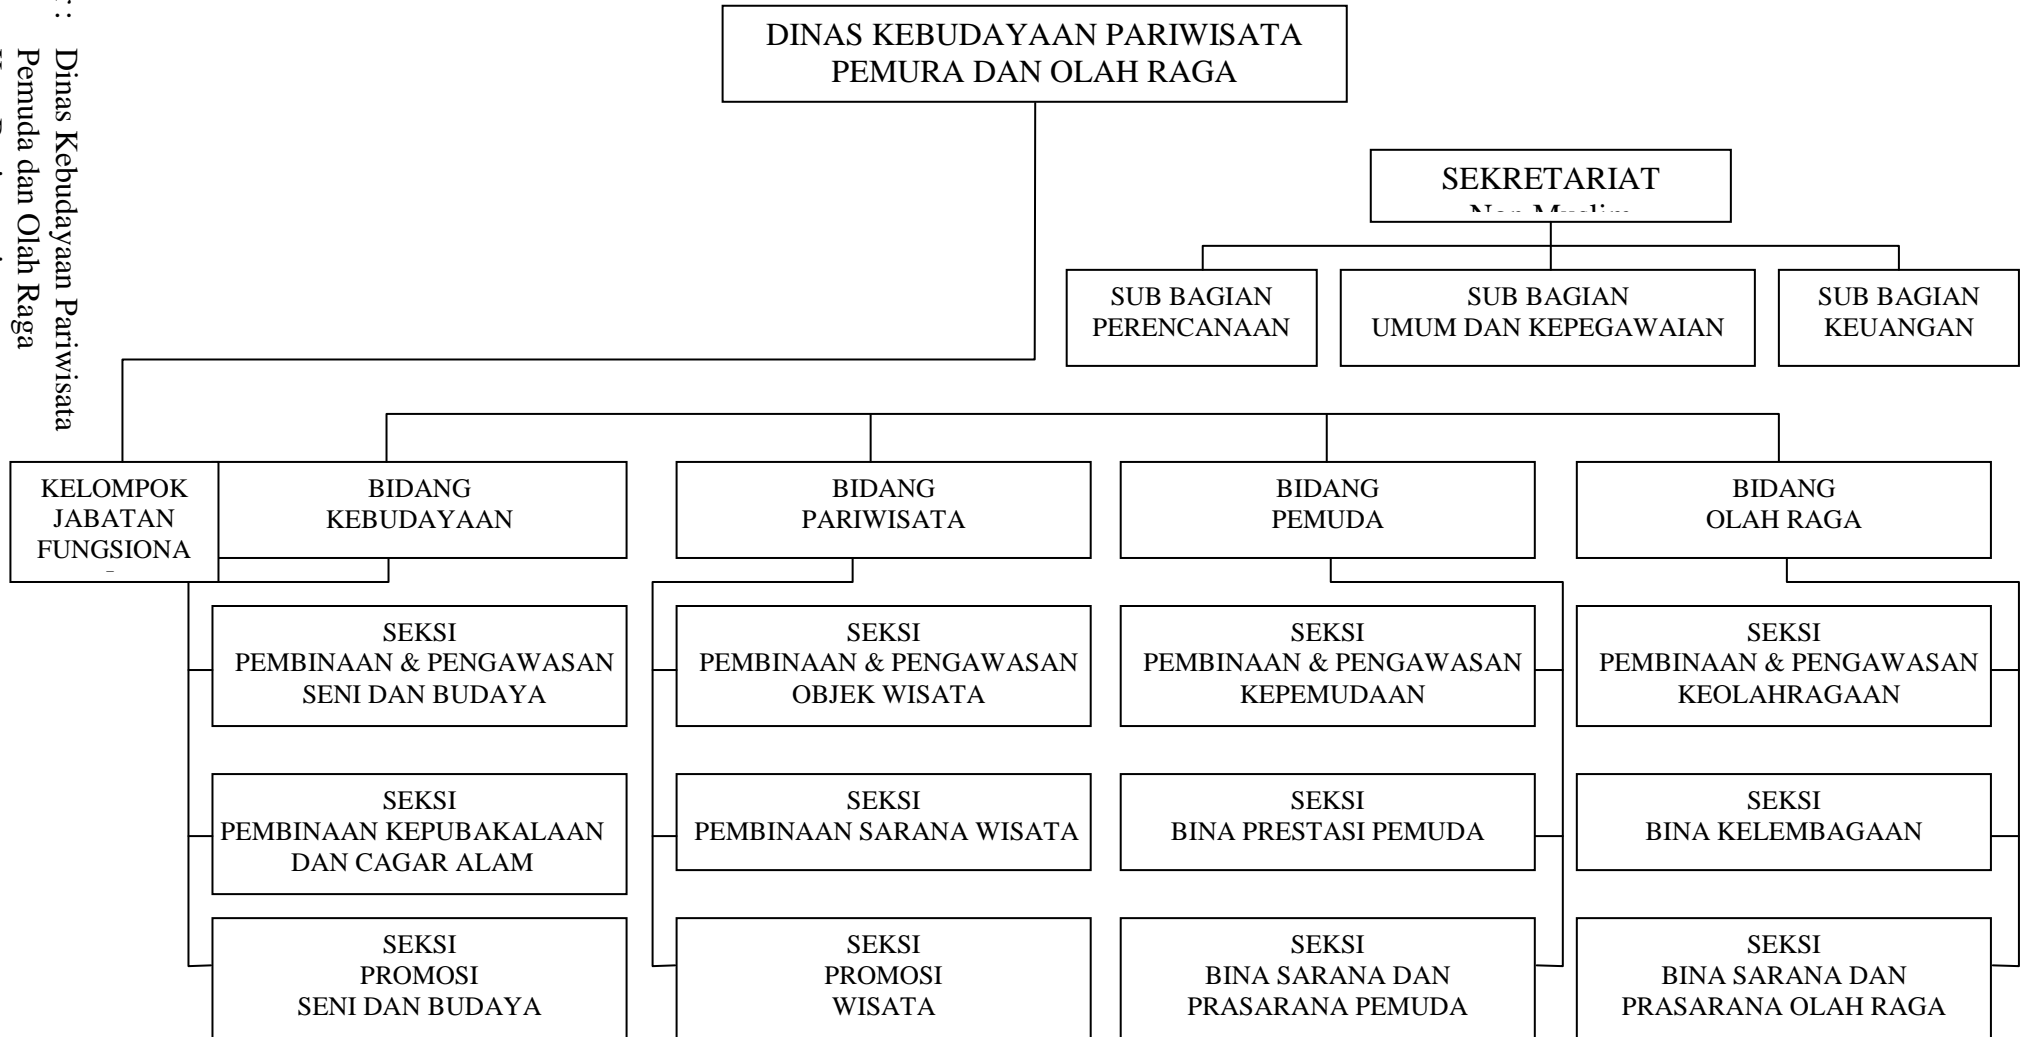 Dinas Kebudayaan Pariwisata
Pemuda dan Olah Raga
DINAS KEBUDAYAAN PARIWISATA
PEMURA DAN OLAH RAGA
SEKRETARIAT
Non Muslim
SUB BAGIAN
PERENCANAAN
SUB BAGIAN
UMUM DAN KEPEGAWAIAN
SUB BAGIAN
KEUANGAN
KELOMPOK
JABATAN
FUNGSIONA
BIDANG
KEBUDAYAAN
BIDANG
PARIWISATA
BIDANG
PEMUDA
BIDANG
OLAH RAGA
SEKSI
PEMBINAAN & PENGAWASAN
SENI DAN BUDAYA
SEKSI
PEMBINAAN & PENGAWASAN
OBJEK WISATA
SEKSI
PEMBINAAN & PENGAWASAN
KEPEMUDAAN
SEKSI
PEMBINAAN & PENGAWASAN
KEOLAHRAGAAN
SEKSI
PEMBINAAN KEPUBAKALAAN
DAN CAGAR ALAM
SEKSI
PEMBINAAN SARANA WISATA
SEKSI
BINA PRESTASI PEMUDA
SEKSI
BINA KELEMBAGAAN
SEKSI
PROMOSI
SENI DAN BUDAYA
SEKSI
PROMOSI
WISATA
SEKSI
BINA SARANA DAN
PRASARANA PEMUDA
SEKSI
BINA SARANA DAN
PRASARANA OLAH RAGA